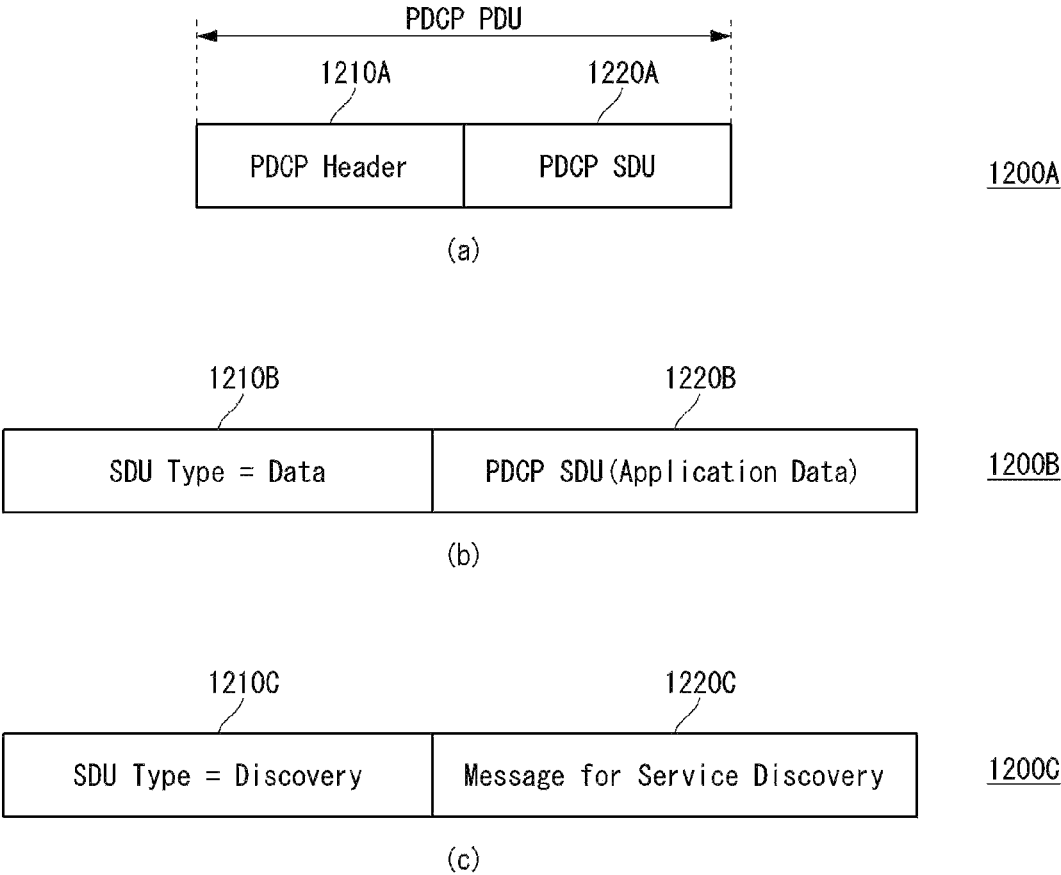 PDCP PDU
1210A
1220A
PDCP Header
PDCP SDU
1200A
(a)
1210B
1220B
SDU Type = Data
PDCP SDU(Application Data)
1200B
(b)
1210C
1220C
SDU Type = Discovery
Message for Service Discovery
1200C
(c)